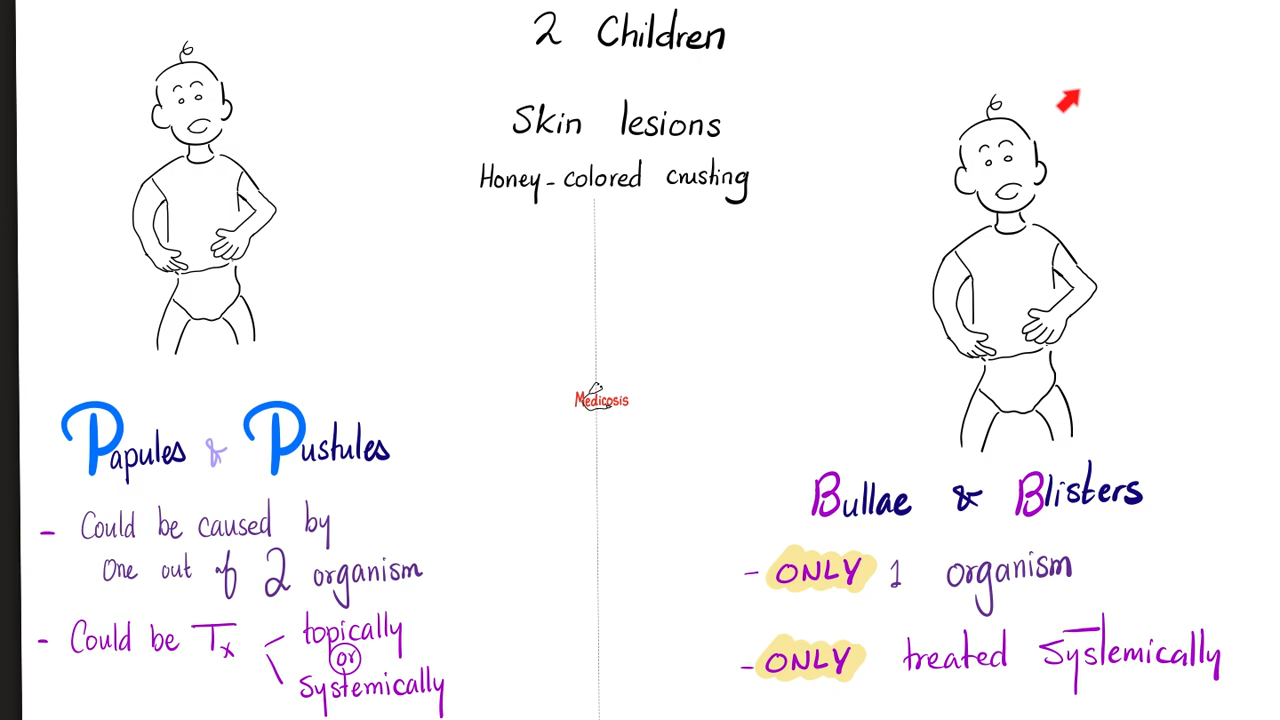 2 Children
Skin lesions
Honey-colored crusting
Medicosis
Papules & Pustules
- Could be caused by
One out of 2 organism
- Could be Tx topically
or
systemically
Bullae & Blisters
- ONLY 1 organism
- ONLY treated Systemically